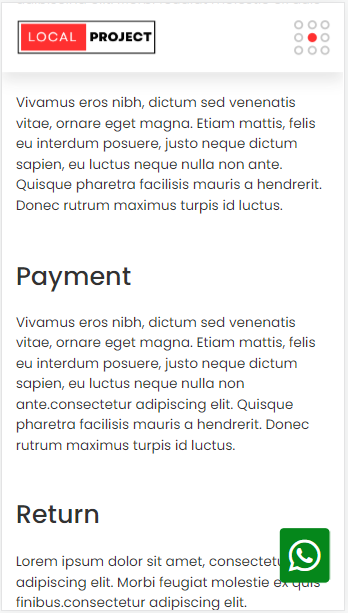 LOCAL PROJECT
Vivamus eros nibh, dictum sed venenatis
vitae, ornare eget magna. Etiam mattis, felis
eu interdum posuere, justo neque dictum
sapien, eu luctus neque nulla non ante.
Quisque pharetra facilisis mauris a hendrerit.
Donec rutrum maximus turpis id luctus.
Payment
Vivamus eros nibh, dictum sed venenatis
vitae, ornare eget magna. Etiam mattis, felis
eu interdum posuere, justo neque dictum
sapien, eu luctus neque nulla non
ante.consectetur adipiscing elit. Quisque
pharetra facilisis mauris a hendrerit. Donec
rutrum maximus turpis id luctus.
Return
Lorem ipsum dolor sit amet,
adipiscing elit. Morbi feugiat molestie ex quis
finibus.consectetur adipiscing elit.